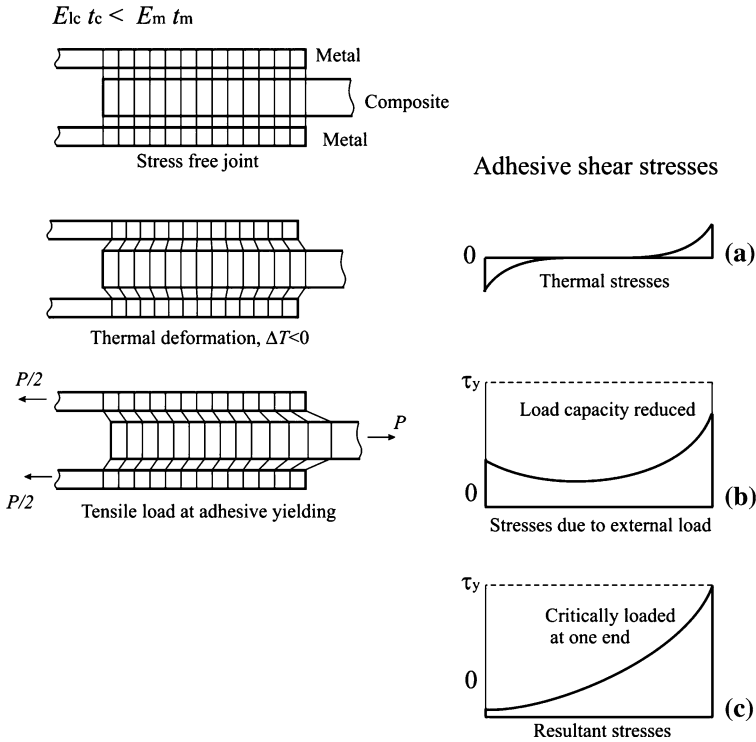 Elc tc < Em tm
Metal
Composite
Metal
Stress free joint
Adhesive shear stresses
0
(a)
Thermal stresses
Thermal deformation, ΔT<0
P/2
P
P/2
Tensile load at adhesive yielding
τy
Load capacity reduced
0
(b)
Stresses due to external load
τy
Critically loaded
at one end
0
(c)
Resultant stresses